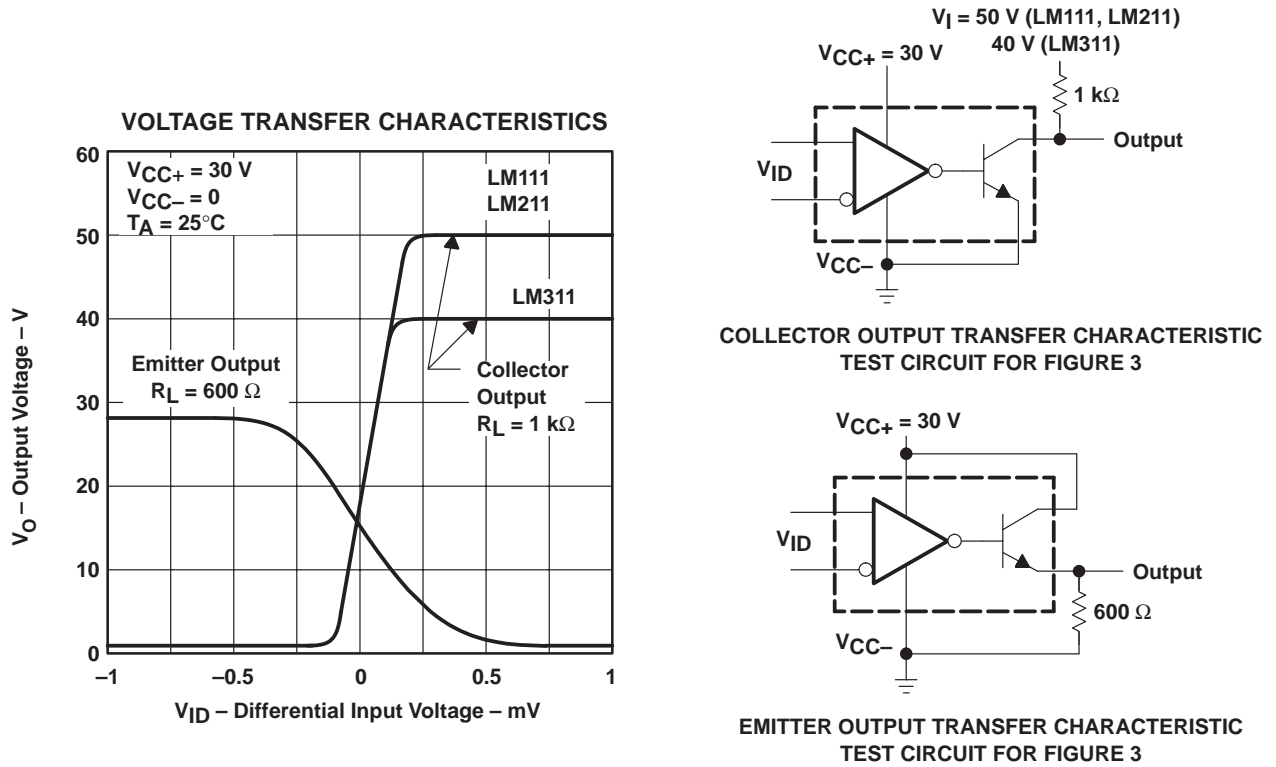 VOLTAGE TRANSFER CHARACTERISTICS
VCC+ = 30 V
VCC– = 0
TA = 25°C
LM111
LM211
LM311
Emitter Output
RL = 600 Ω
Collector
Output
RL = 1 kΩ
60
50
40
30
20
10
0
–1
–0.5
0
0.5
1
VO – Output Voltage – V
VID – Differential Input Voltage – mV
VI = 50 V (LM111, LM211)
40 V (LM311)
VCC+ = 30 V
1 kΩ
Output
VID
VCC–
COLLECTOR OUTPUT TRANSFER CHARACTERISTIC
TEST CIRCUIT FOR FIGURE 3
VCC+ = 30 V
VID
Output
600 Ω
VCC–
EMITTER OUTPUT TRANSFER CHARACTERISTIC
TEST CIRCUIT FOR FIGURE 3